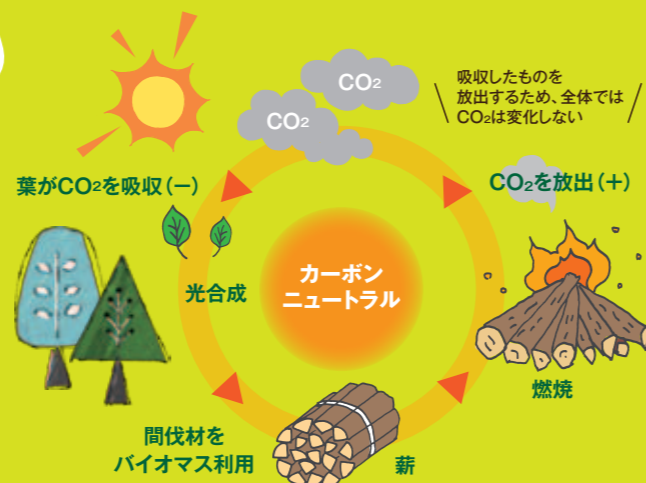 CO2
CO2
吸収したものを
放出するため、全体では
CO2は変化しない
葉がCO2を吸収(−)
CO2を放出(+)
光合成
カーボン
ニュートラル
燃焼
間伐材を
バイオマス利用
薪